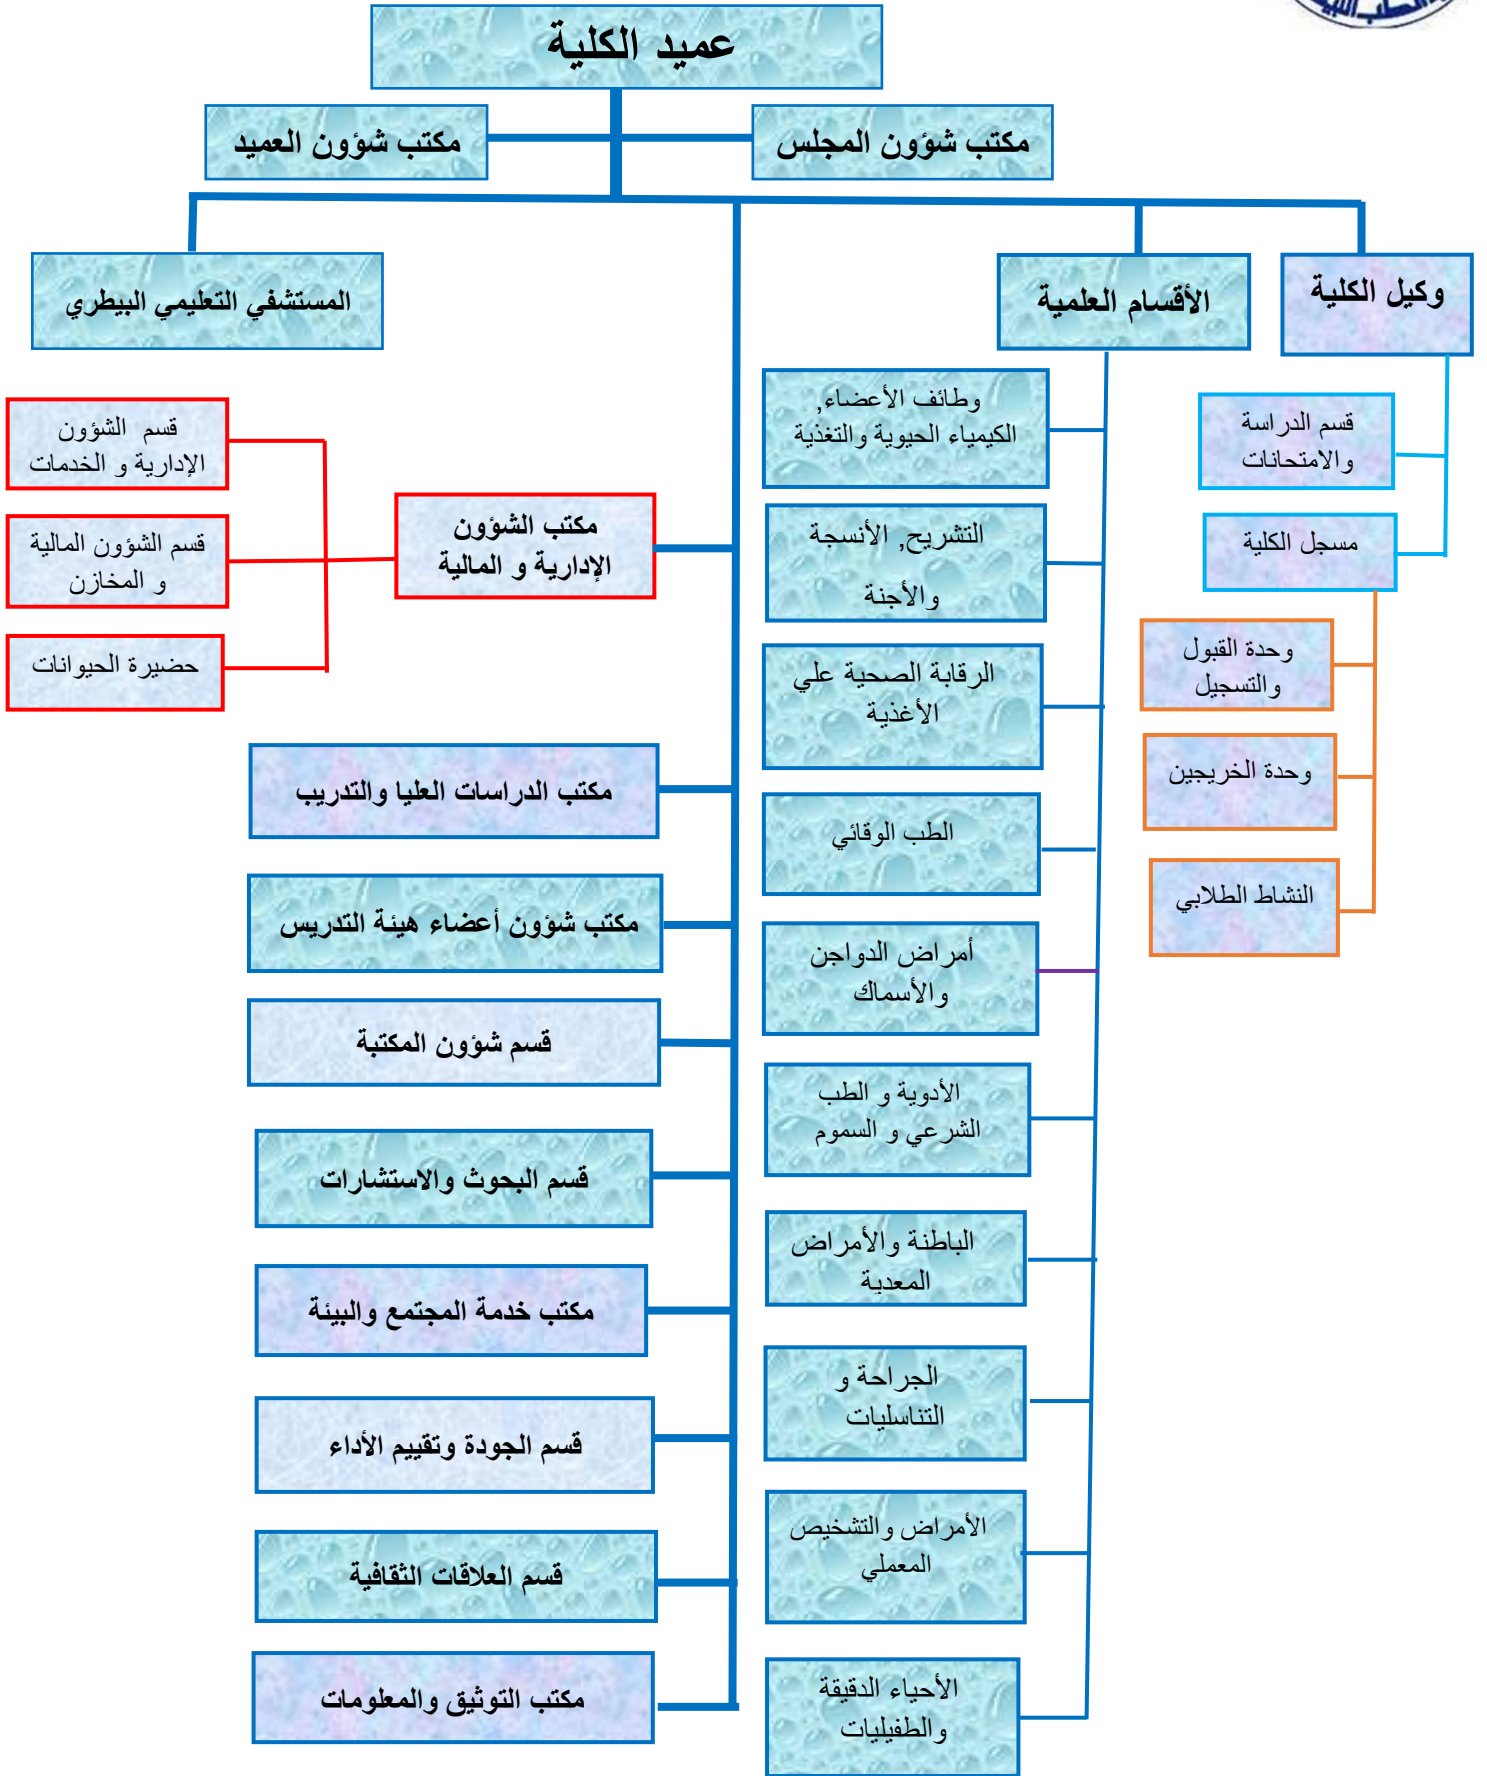 الطب البيط
عميد الكلية
مكتب شؤون المجلس
مكتب شؤون العميد
وكيل الكلية
الأقسام العلمية
المستشفي التعليمي البيطري
قسم الدراسة
والامتحانات
مسجل الكلية
وحدة القبول
والتسجيل
وحدة الخريجين
النشاط الطلابي
وظائف الأعضاء,
الكيمياء الحيوية والتغذية
التشريح, الأنسجة
والأجنة
الرقابة الصحية علي
الأغذية
الطب الوقائي
أمراض الدواجن
والأسماك
الأدوية و الطب
الشرعي و السموم
الباطنة والأمراض
المعدية
الجراحة و
التناسليات
الأمراض والتشخيص
المعملي
الأحياء الدقيقة
والطفيليات
مكتب الشؤون
الإدارية و المالية
قسم الشؤون
الإدارية و الخدمات
قسم الشؤون المالية
و المخازن
حضيرة الحيوانات
مكتب الدراسات العليا والتدريب
مكتب شؤون أعضاء هيئة التدريس
قسم شؤون المكتبة
قسم البحوث والاستشارات
مكتب خدمة المجتمع والبيئة
قسم الجودة وتقييم الأداء
قسم العلاقات الثقافية
مكتب التوثيق والمعلومات